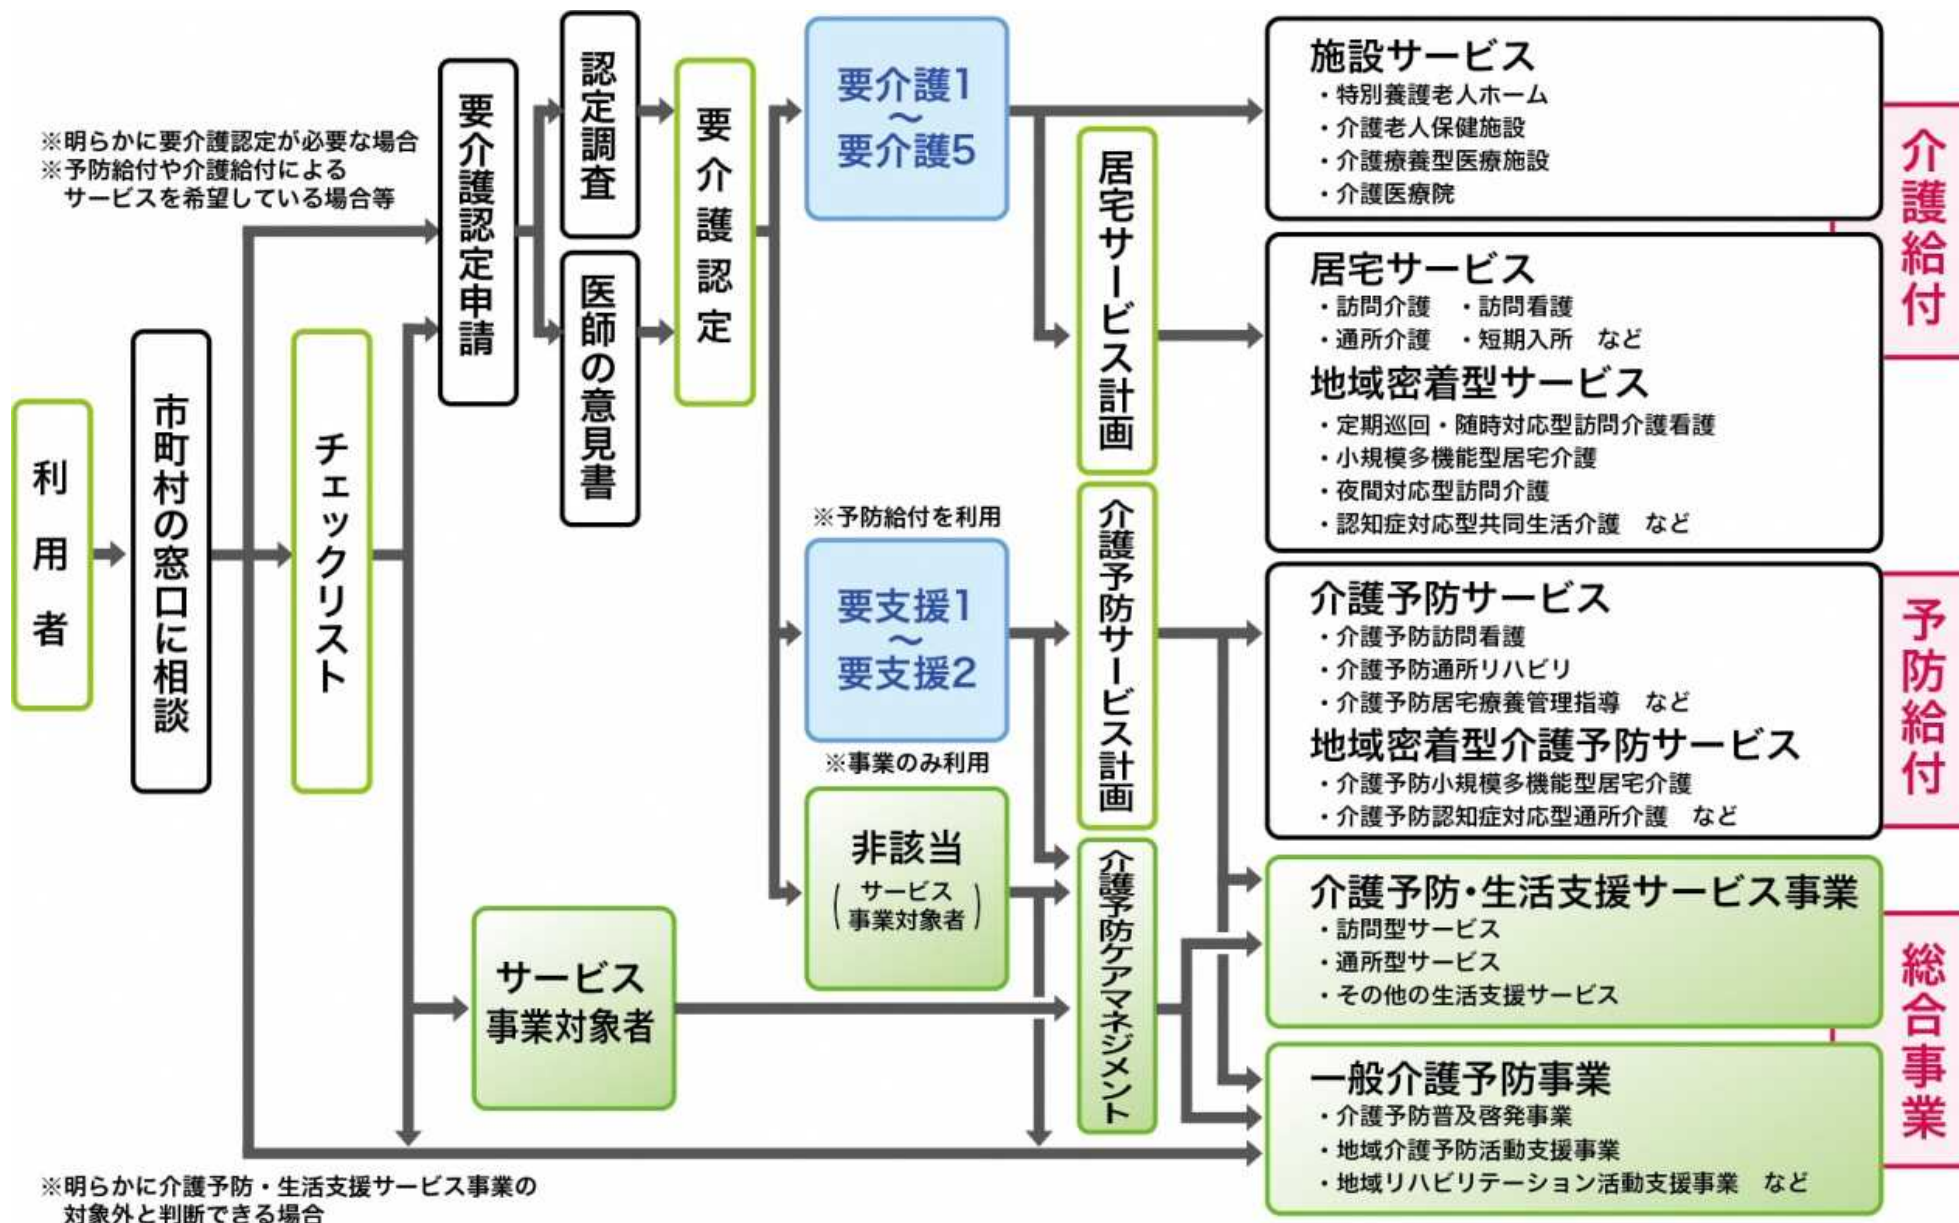 ※明らかに要介護認定が必要な場合
※予防給付や介護給付による
サービスを希望している場合等
利用者
市町村の窓口に相談
チェックリスト
要介護認定申請
認定調査
医師の意見書
要介護認定
要介護1
〜
要介護5
※予防給付を利用
要支援1
〜
要支援2
※事業のみ利用
非該当
(サービス
事業対象者)
サービス
事業対象者
居宅サービス計画
介護予防サービス計画
介護予防ケアマネジメント
施設サービス
・特別養護老人ホーム
・介護老人保健施設
・介護療養型医療施設
・介護医療院
居宅サービス
・訪問介護 ・訪問看護
・通所介護 ・短期入所 など
地域密着型サービス
・定期巡回・随時対応型訪問介護看護
・小規模多機能型居宅介護
・夜間対応型訪問介護
・認知症対応型共同生活介護 など
介護給付
介護予防サービス
・介護予防訪問看護
・介護予防通所リハビリ
・介護予防居宅療養管理指導 など
地域密着型介護予防サービス
・介護予防小規模多機能型居宅介護
・介護予防認知症対応型通所介護 など
予防給付
介護予防・生活支援サービス事業
・訪問型サービス
・通所型サービス
・その他の生活支援サービス
一般介護予防事業
・介護予防普及啓発事業
・地域介護予防活動支援事業
・地域リハビリテーション活動支援事業 など
総合事業
※明らかに介護予防・生活支援サービス事業の
対象外と判断できる場合